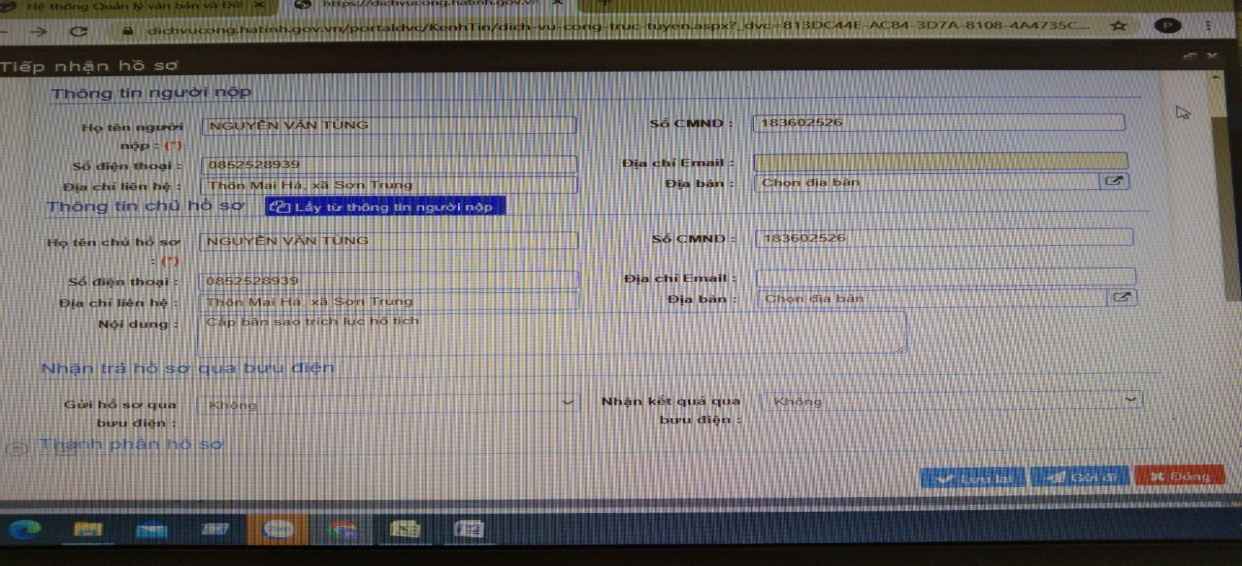 Hệ thống Quản lý văn bản và Điề
https://dichvucong.hatinh.gov.vn
dichvucong.hatinh.gov.vn/portaldvc/KenhTin/dich-vu-cong-truc-tuyen.aspx?_dvc=813DC44E-AC84-3D7A-8108-4A4735C...
P
Tiếp nhận hồ sơ
Thông tin người nộp
Họ tên người nộp : (*) NGUYỄN VĂN TÙNG Số CMND : 183602526
Số điện thoại : 0852528939 Địa chỉ Email :
Địa chỉ liên hệ : Thôn Mai Hà, xã Sơn Trung Địa bàn : Chọn địa bàn
Thông tin chủ hồ sơ Lấy từ thông tin người nộp
Họ tên chủ hồ sơ : (*) NGUYỄN VĂN TÙNG Số CMND : 183602526
Số điện thoại : 0852528939 Địa chỉ Email :
Địa chỉ liên hệ : Thôn Mai Hà, xã Sơn Trung Địa bàn : Chọn địa bàn
Nội dung : Cấp bản sao trích lục hộ tịch
Nhận trả hồ sơ qua bưu điện
Gửi hồ sơ qua bưu điện : Không Nhận kết quả qua bưu điện : Không
Thành phần hồ sơ
Lưu lại Gửi đi Đóng
Zalo